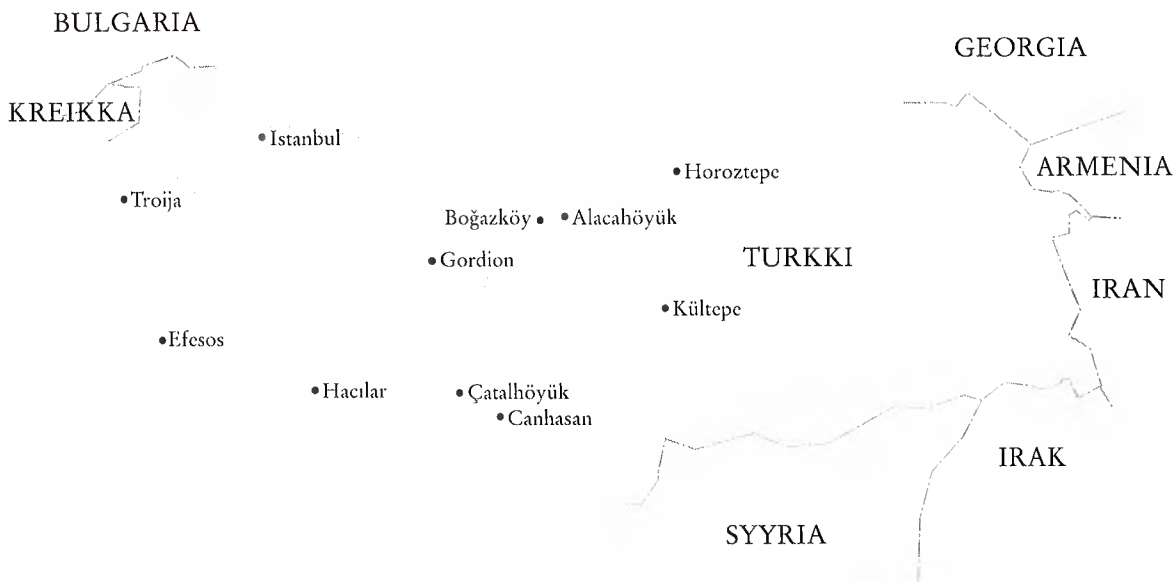 BULGARIA
GEORGIA
KREIKKA
Istanbul
ARMENIA
Horoztepe
Troija
Boğazköy
Alacahöyük
Gordion
TURKKI
IRAN
Kültepe
Efesos
Hacılar
Çatalhöyük
Canhasan
IRAK
SYYRIA